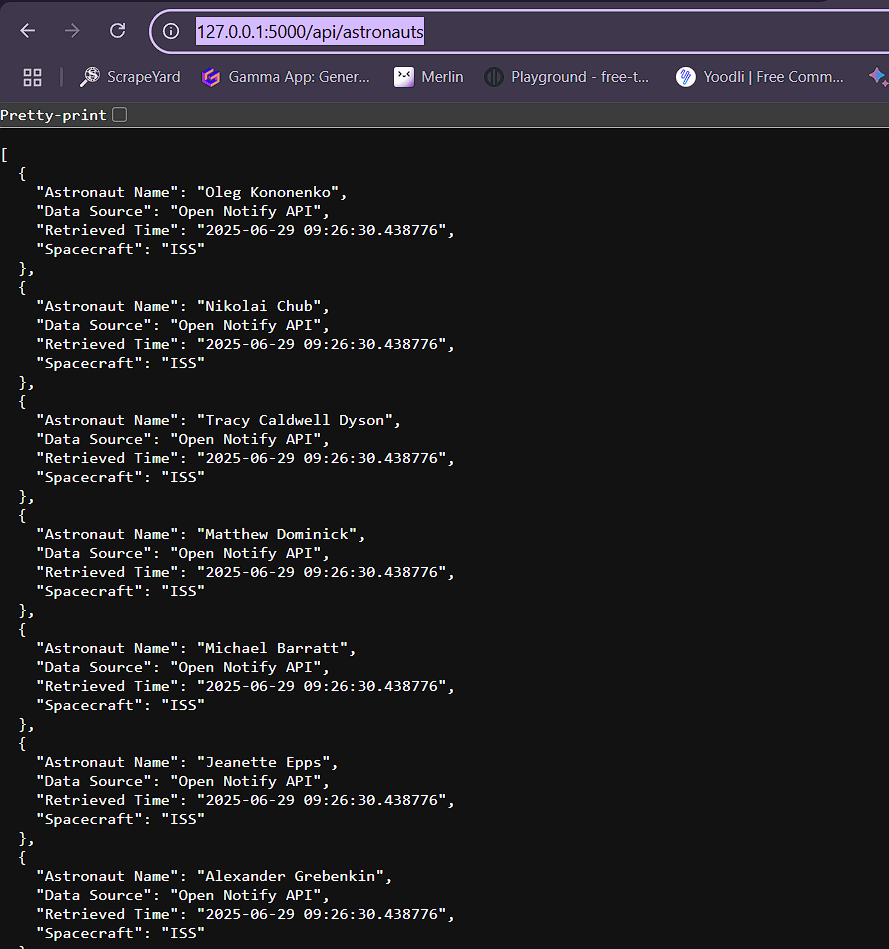 127.0.0.1:5000/api/astronauts
ScrapeYard Gamma App: Gener... Merlin Playground - free-t... Yoodli | Free Comm...
Pretty-print
[
  {
    "Astronaut Name": "Oleg Kononenko",
    "Data Source": "Open Notify API",
    "Retrieved Time": "2025-06-29 09:26:30.438776",
    "Spacecraft": "ISS"
  },
  {
    "Astronaut Name": "Nikolai Chub",
    "Data Source": "Open Notify API",
    "Retrieved Time": "2025-06-29 09:26:30.438776",
    "Spacecraft": "ISS"
  },
  {
    "Astronaut Name": "Tracy Caldwell Dyson",
    "Data Source": "Open Notify API",
    "Retrieved Time": "2025-06-29 09:26:30.438776",
    "Spacecraft": "ISS"
  },
  {
    "Astronaut Name": "Matthew Dominick",
    "Data Source": "Open Notify API",
    "Retrieved Time": "2025-06-29 09:26:30.438776",
    "Spacecraft": "ISS"
  },
  {
    "Astronaut Name": "Michael Barratt",
    "Data Source": "Open Notify API",
    "Retrieved Time": "2025-06-29 09:26:30.438776",
    "Spacecraft": "ISS"
  },
  {
    "Astronaut Name": "Jeanette Epps",
    "Data Source": "Open Notify API",
    "Retrieved Time": "2025-06-29 09:26:30.438776",
    "Spacecraft": "ISS"
  },
  {
    "Astronaut Name": "Alexander Grebenkin",
    "Data Source": "Open Notify API",
    "Retrieved Time": "2025-06-29 09:26:30.438776",
    "Spacecraft": "ISS"